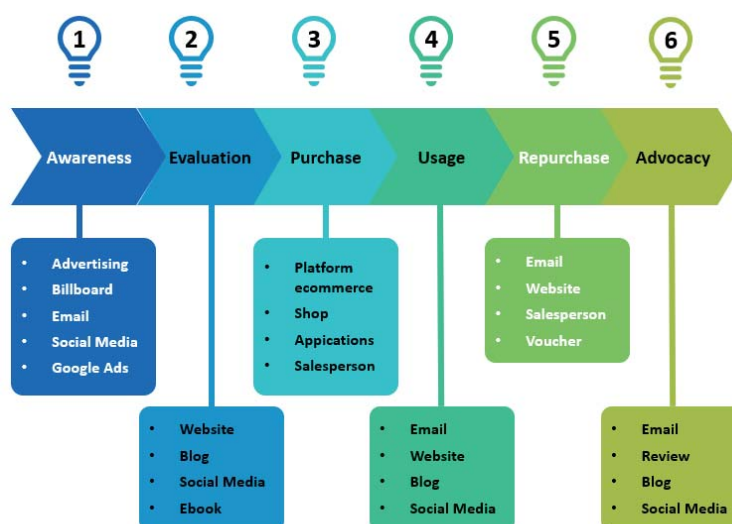 1
2
3
4
5
6
Awareness
Evaluation
Purchase
Usage
Repurchase
Advocacy
• Advertising
• Billboard
• Email
• Social Media
• Google Ads
• Website
• Blog
• Social Media
• Ebook
• Platform
ecommerce
• Shop
• Appications
• Salesperson
• Email
• Website
• Blog
• Social Media
• Email
• Website
• Salesperson
• Voucher
• Email
• Review
• Blog
• Social Media